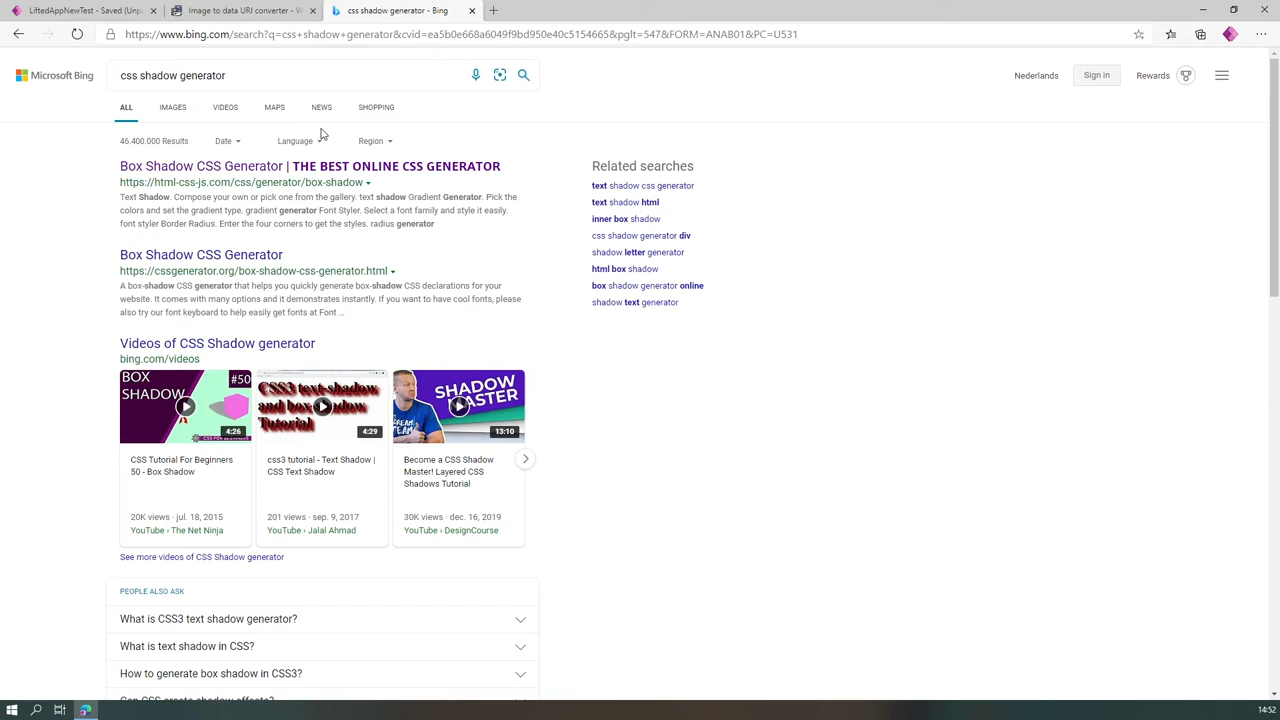 LiftedAppNewTest - Saved (Unpu
Image to data URI converter - W
css shadow generator - Bing
https://www.bing.com/search?q=css+shadow+generator&cvid=ea5b0e668a6049f9bd950e40c5154665&pglt=547&FORM=ANAB01&PC=U531
Microsoft Bing
css shadow generator
Nederlands
Sign in
Rewards
ALL
IMAGES
VIDEOS
MAPS
NEWS
SHOPPING
46.400.000 Results
Date
Language
Region
Box Shadow CSS Generator | THE BEST ONLINE CSS GENERATOR
https://html-css-js.com/css/generator/box-shadow
Text Shadow. Compose your own or pick one from the gallery. text shadow Gradient Generator. Pick the
colors and set the gradient type. gradient generator Font Styler. Select a font family and style it easily.
font styler Border Radius. Enter the four corners to get the styles. radius generator
Box Shadow CSS Generator
https://cssgenerator.org/box-shadow-css-generator.html
A box-shadow CSS generator that helps you quickly generate box-shadow CSS declarations for your
website. It comes with many options and it demonstrates instantly. If you want to have cool fonts, please
also try our font keyboard to help easily get fonts at Font ...
Videos of CSS Shadow generator
bing.com/videos
BOX
SHADOW
#50
4:26
CSS Tutorial For Beginners
50 - Box Shadow
20K views · jul. 18, 2015
YouTube › The Net Ninja
CSS3 text-shadow
and box-shadow
Tutorial
4:29
css3 tutorial - Text Shadow |
CSS Text Shadow
201 views · sep. 9, 2017
YouTube › Jalal Ahmad
SHADOW
MASTER
DREAM
TEAM
13:10
Become a CSS Shadow
Master! Layered CSS
Shadows Tutorial
30K views · dec. 16, 2019
YouTube › DesignCourse
See more videos of CSS Shadow generator
PEOPLE ALSO ASK
What is CSS3 text shadow generator?
What is text shadow in CSS?
How to generate box shadow in CSS3?
Can CSS create shadow effects?
Related searches
text shadow css generator
text shadow html
inner box shadow
css shadow generator div
shadow letter generator
html box shadow
box shadow generator online
shadow text generator
14:52